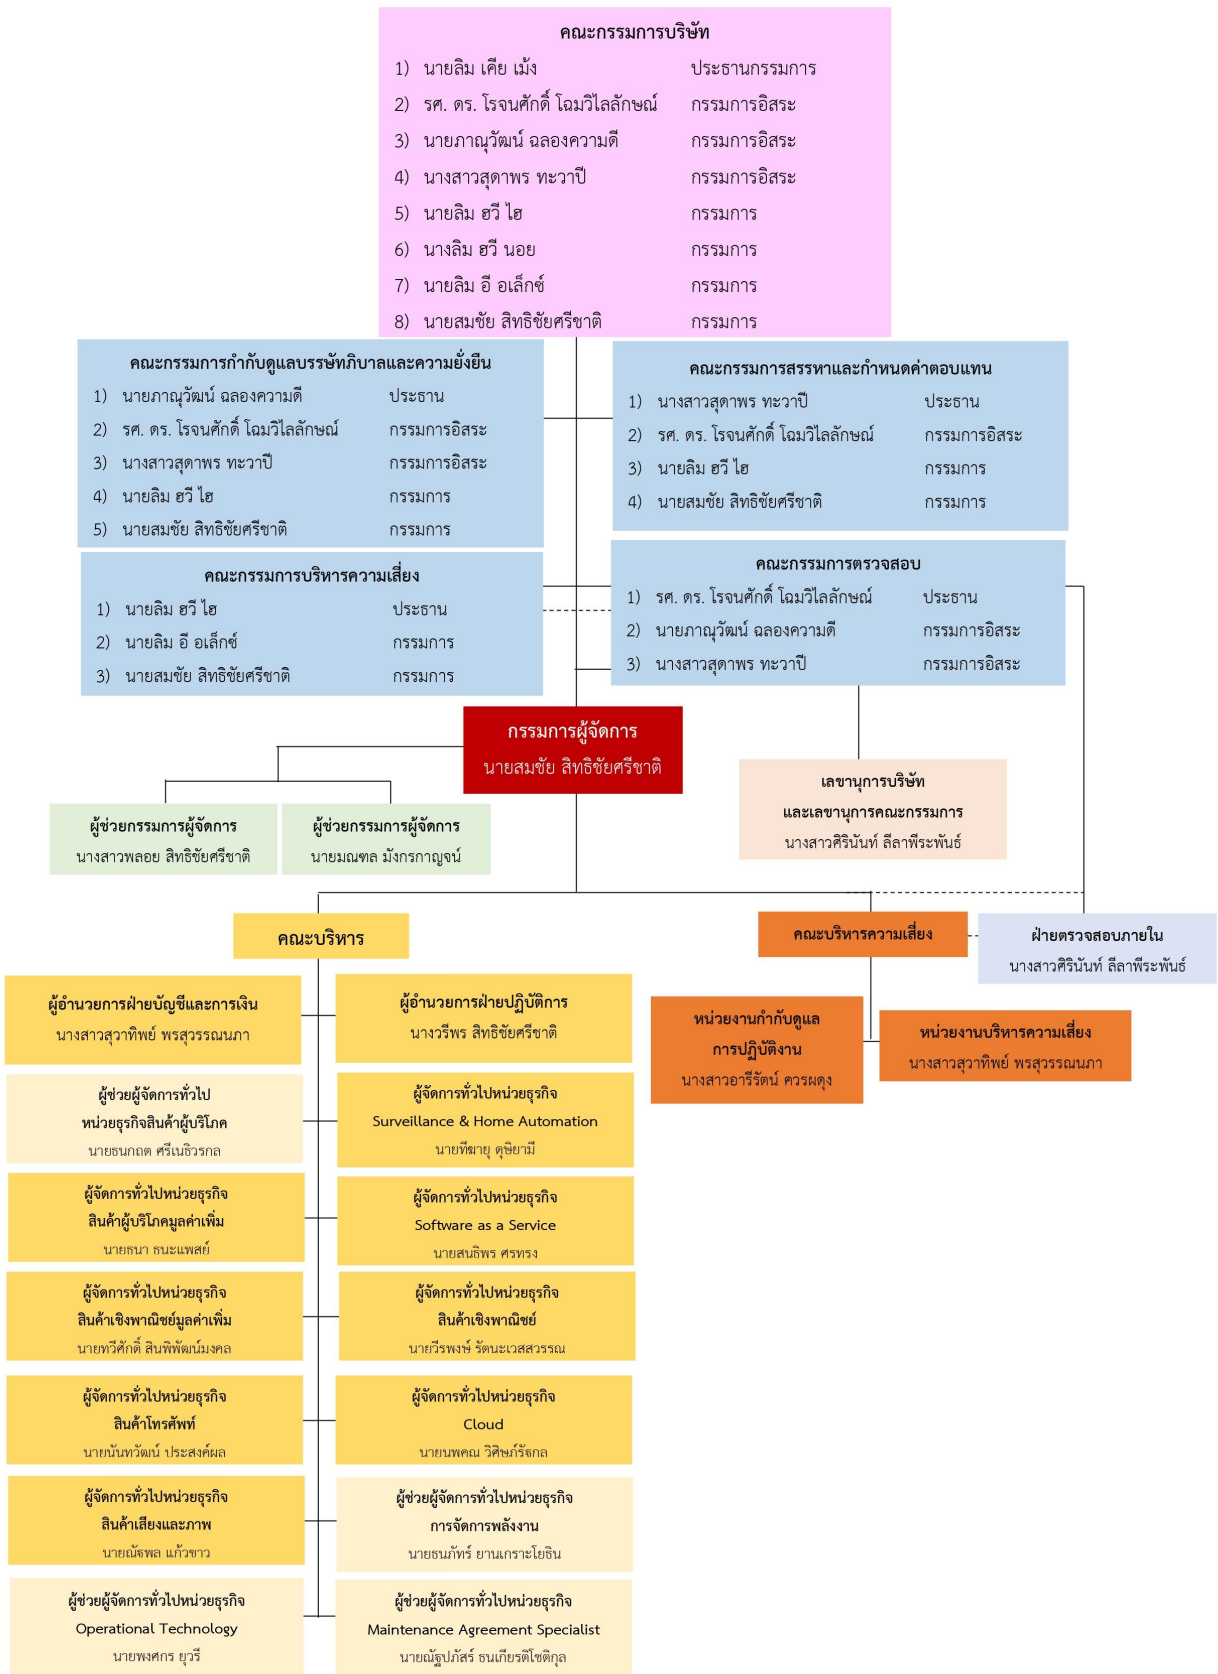 คณะกรรมการบริษัท
1) นายลิม เคีย เม้ง ประธานกรรมการ
2) รศ. ดร. โรจนศักดิ์ โฉมวิไลลักษณ์ กรรมการอิสระ
3) นายภาณุวัฒน์ ฉลองความดี กรรมการอิสระ
4) นางสาวสุดาพร ทะวาปี กรรมการอิสระ
5) นายลิม ฮวี ไฮ กรรมการ
6) นางลิม ฮวี นอย กรรมการ
7) นายลิม อี อเล็กซ์ กรรมการ
8) นายสมชัย สิทธิชัยศรีชาติ กรรมการ
คณะกรรมการกำกับดูแลบรรษัทภิบาลและความยั่งยืน
1) นายภาณุวัฒน์ ฉลองความดี ประธาน
2) รศ. ดร. โรจนศักดิ์ โฉมวิไลลักษณ์ กรรมการอิสระ
3) นางสาวสุดาพร ทะวาปี กรรมการอิสระ
4) นายลิม ฮวี ไฮ กรรมการ
5) นายสมชัย สิทธิชัยศรีชาติ กรรมการ
คณะกรรมการสรรหาและกำหนดค่าตอบแทน
1) นางสาวสุดาพร ทะวาปี ประธาน
2) รศ. ดร. โรจนศักดิ์ โฉมวิไลลักษณ์ กรรมการอิสระ
3) นายลิม ฮวี ไฮ กรรมการ
4) นายสมชัย สิทธิชัยศรีชาติ กรรมการ
คณะกรรมการบริหารความเสี่ยง
1) นายลิม ฮวี ไฮ ประธาน
2) นายลิม อี อเล็กซ์ กรรมการ
3) นายสมชัย สิทธิชัยศรีชาติ กรรมการ
คณะกรรมการตรวจสอบ
1) รศ. ดร. โรจนศักดิ์ โฉมวิไลลักษณ์ ประธาน
2) นายภาณุวัฒน์ ฉลองความดี กรรมการอิสระ
3) นางสาวสุดาพร ทะวาปี กรรมการอิสระ
กรรมการผู้จัดการ
นายสมชัย สิทธิชัยศรีชาติ
เลขานุการบริษัท
และเลขานุการคณะกรรมการ
นางสาวศิรินันท์ ลีลาพีระพันธ์
ผู้ช่วยกรรมการผู้จัดการ
นางสาวพลอย สิทธิชัยศรีชาติ
ผู้ช่วยกรรมการผู้จัดการ
นายมณฑล มังกรกาญจน์
คณะบริหาร
คณะบริหารความเสี่ยง
ฝ่ายตรวจสอบภายใน
นางสาวศิรินันท์ ลีลาพีระพันธ์
ผู้อำนวยการฝ่ายบัญชีและการเงิน
นางสาวสุวาทิพย์ พรสุวรรณนภา
ผู้อำนวยการฝ่ายปฏิบัติการ
นางวรีพร สิทธิชัยศรีชาติ
หน่วยงานกำกับดูแล
การปฏิบัติงาน
นางสาวอารีรัตน์ ควรผดุง
หน่วยงานบริหารความเสี่ยง
นางสาวสุวาทิพย์ พรสุวรรณนภา
ผู้ช่วยผู้จัดการทั่วไป
หน่วยธุรกิจสินค้าผู้บริโภค
นายธนกฤต ศรีเนธิวรกล
ผู้จัดการทั่วไปหน่วยธุรกิจ
Surveillance & Home Automation
นายทีฆายุ ดุษิยามี
ผู้จัดการทั่วไปหน่วยธุรกิจ
สินค้าผู้บริโภคมูลค่าเพิ่ม
นายธนา ธนะแพสย์
ผู้จัดการทั่วไปหน่วยธุรกิจ
Software as a Service
นายสนธิพร ศรทรง
ผู้จัดการทั่วไปหน่วยธุรกิจ
สินค้าเชิงพาณิชย์มูลค่าเพิ่ม
นายทวีศักดิ์ สินพิพัฒน์มงคล
ผู้จัดการทั่วไปหน่วยธุรกิจ
สินค้าเชิงพาณิชย์
นายวีรพงษ์ รัตนะเวสสวรรณ
ผู้จัดการทั่วไปหน่วยธุรกิจ
สินค้าโทรศัพท์
นายนันทวัฒน์ ประสงค์ผล
ผู้จัดการทั่วไปหน่วยธุรกิจ
Cloud
นายนพคณ วิศิษภ์รัจกล
ผู้จัดการทั่วไปหน่วยธุรกิจ
สินค้าเสียงและภาพ
นายณัธพล แก้วขาว
ผู้ช่วยผู้จัดการทั่วไปหน่วยธุรกิจ
การจัดการพลังงาน
นายธนภัทร์ ยานเกราะโยธิน
ผู้ช่วยผู้จัดการทั่วไปหน่วยธุรกิจ
Operational Technology
นายพงศกร ยุวรี
ผู้ช่วยผู้จัดการทั่วไปหน่วยธุรกิจ
Maintenance Agreement Specialist
นายณัฐปภัสร์ ธนเกียรติโชติกุล